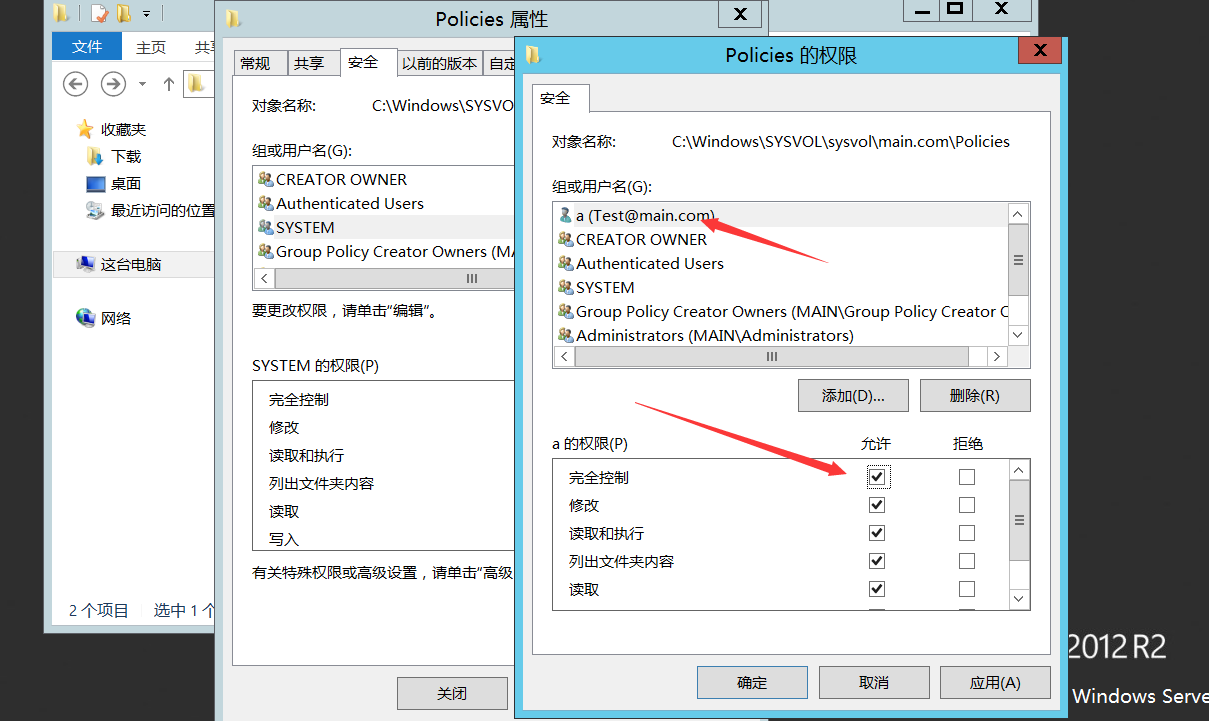 Policies 属性
文件
主页
共享
收藏夹
下载
桌面
最近访问的位置
这台电脑
网络
2 个项目
选中 1 个
常规
共享
安全
以前的版本
自定
对象名称:
C:\Windows\SYSVO
组或用户名(G):
CREATOR OWNER
Authenticated Users
SYSTEM
Group Policy Creator Owners (MA
要更改权限，请单击“编辑”。
SYSTEM 的权限(P)
完全控制
修改
读取和执行
列出文件夹内容
读取
写入
有关特殊权限或高级设置，请单击“高级
关闭
Policies 的权限
安全
对象名称:
C:\Windows\SYSVOL\sysvol\main.com\Policies
组或用户名(G):
a (Test@main.com)
CREATOR OWNER
Authenticated Users
SYSTEM
Group Policy Creator Owners (MAIN\Group Policy Creator O
Administrators (MAIN\Administrators)
添加(D)...
删除(R)
a 的权限(P)
允许
拒绝
完全控制
修改
读取和执行
列出文件夹内容
读取
确定
取消
应用(A)
2012 R2
Windows Serve